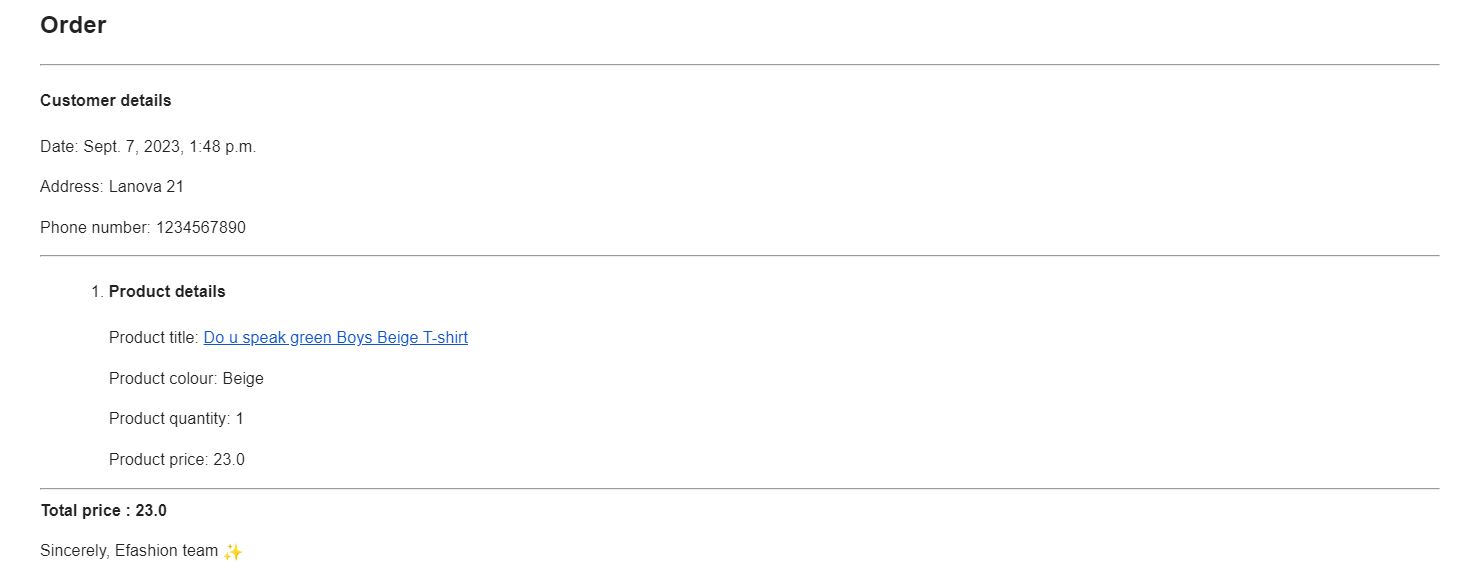 Order
Customer details
Date: Sept. 7, 2023, 1:48 p.m.
Address: Lanova 21
Phone number: 1234567890
1. Product details
Product title: Do u speak green Boys Beige T-shirt
Product colour: Beige
Product quantity: 1
Product price: 23.0
Total price : 23.0
Sincerely, Efashion team ✨